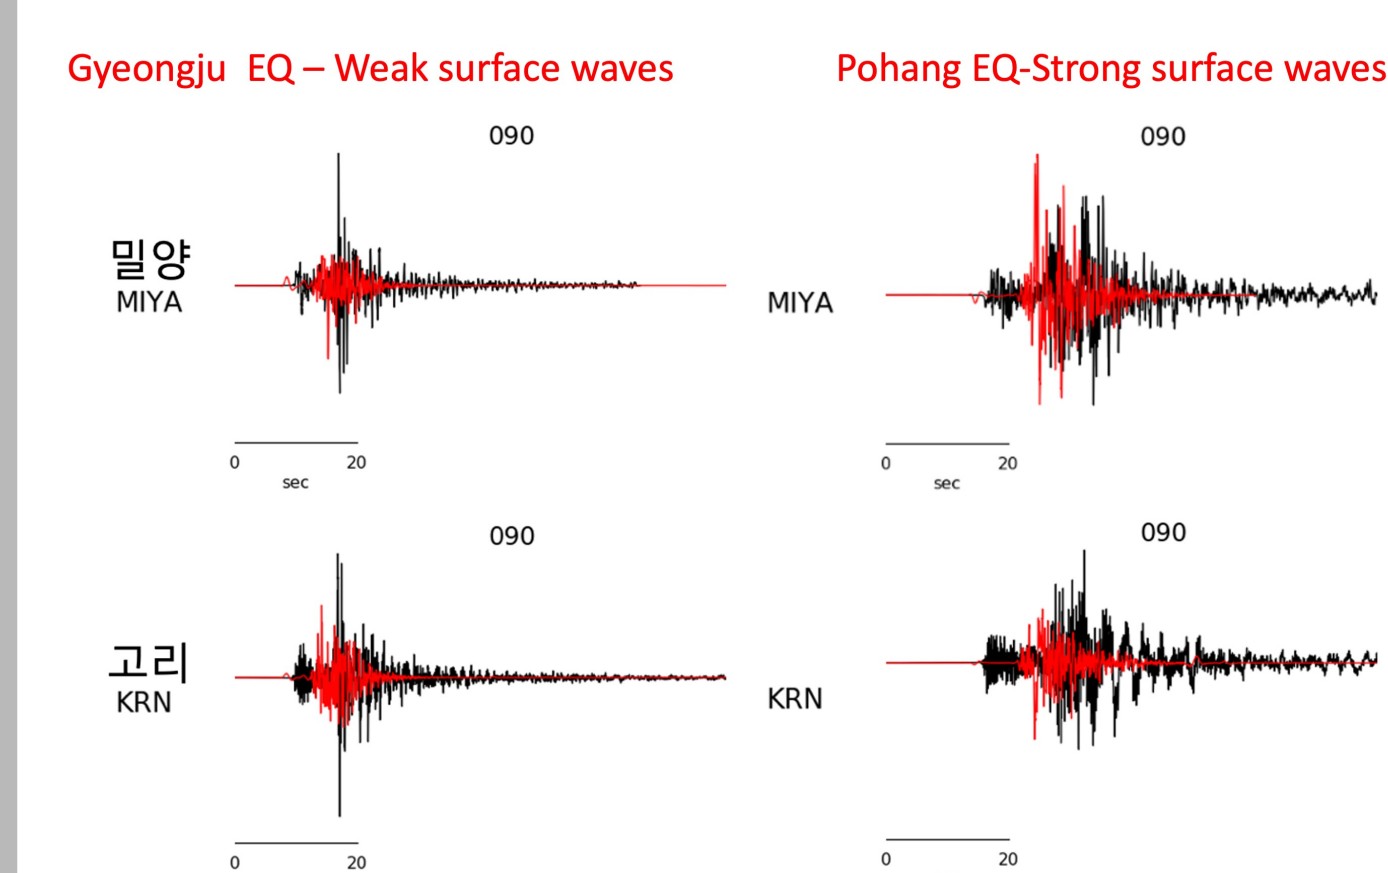 Gyeongju  EQ – Weak surface waves
Pohang EQ-Strong surface waves
090
090
밀양
MIYA
MIYA
0
20
sec
0
20
sec
090
090
고리
KRN
KRN
0
20
0
20